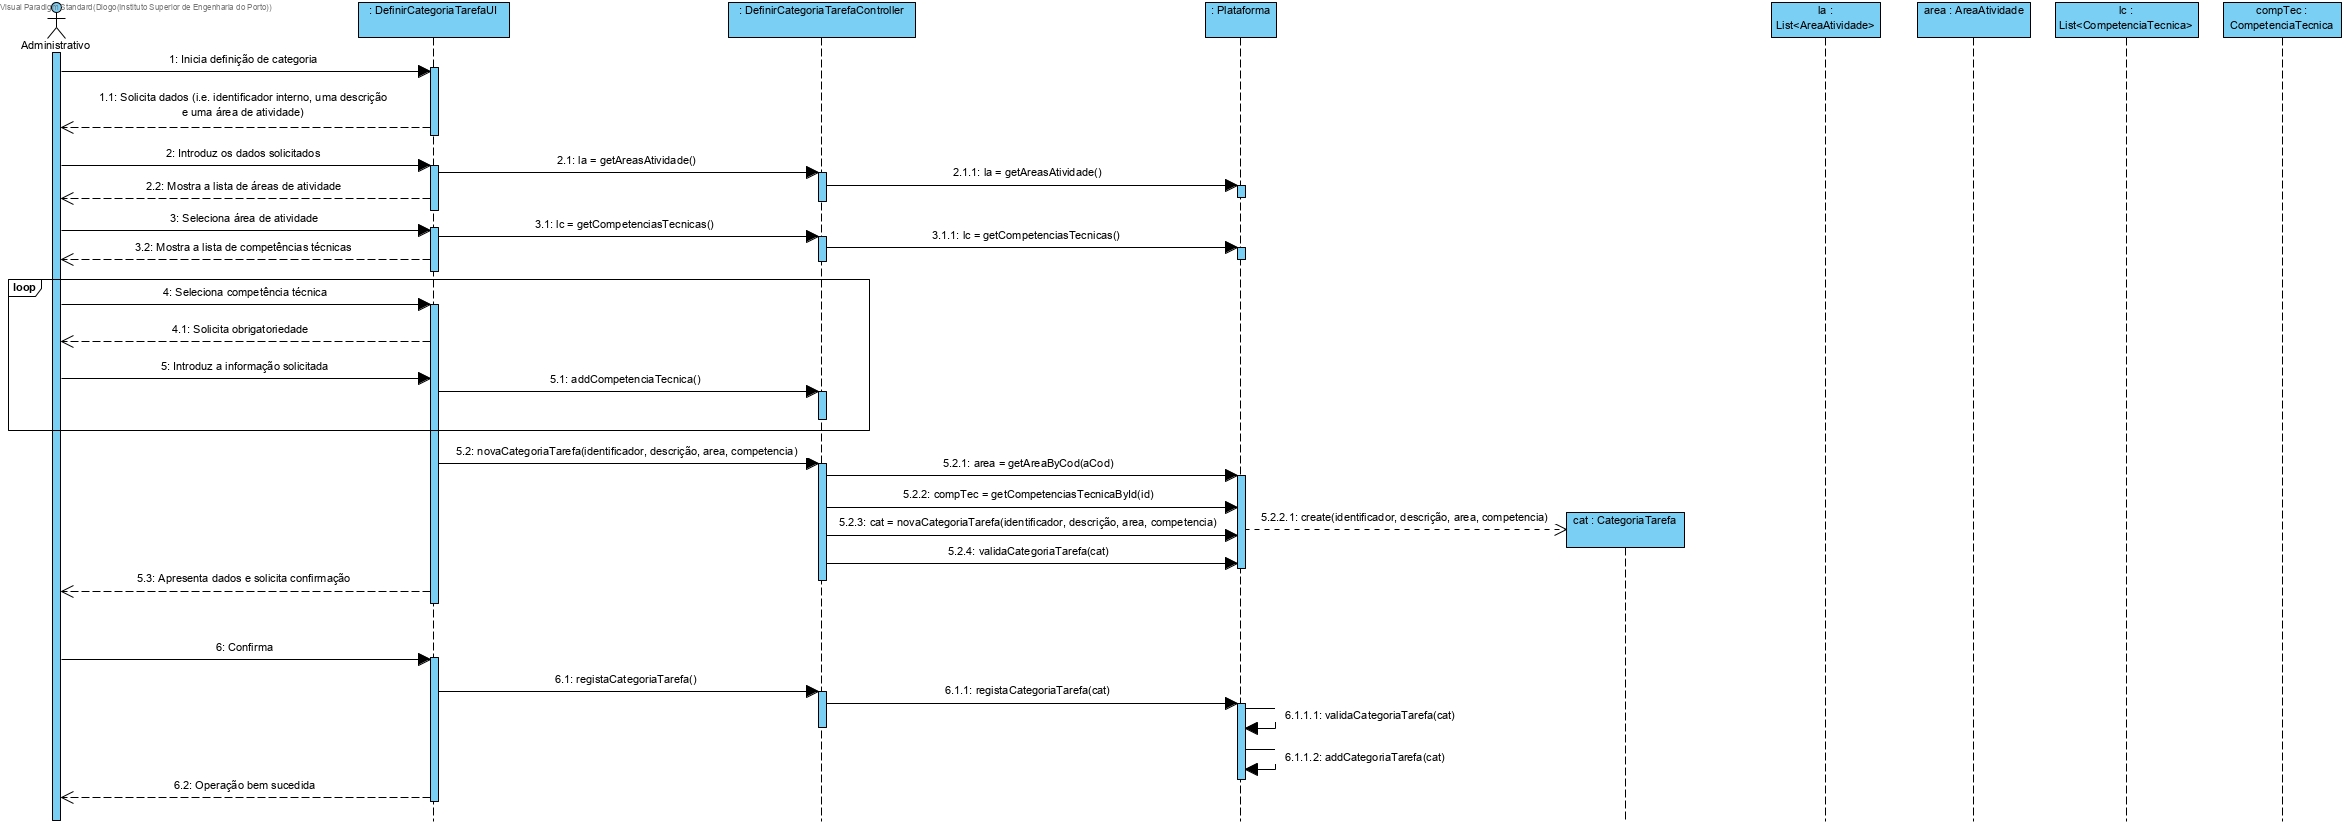 Visual Paradigm Standard(Diogo(Instituto Superior de Engenharia do Porto))
Administrativo
: DefinirCategoriaTarefaUI
: DefinirCategoriaTarefaController
: Plataforma
la :
List<AreaAtividade>
area : AreaAtividade
lc :
List<CompetenciaTecnica>
compTec :
CompetenciaTecnica
1: Inicia definição de categoria
1.1: Solicita dados (i.e. identificador interno, uma descrição
e uma área de atividade)
2: Introduz os dados solicitados
2.1: la = getAreasAtividade()
2.1.1: la = getAreasAtividade()
2.2: Mostra a lista de áreas de atividade
3: Seleciona área de atividade
3.1: lc = getCompetenciasTecnicas()
3.1.1: lc = getCompetenciasTecnicas()
3.2: Mostra a lista de competências técnicas
loop
4: Seleciona competência técnica
4.1: Solicita obrigatoriedade
5: Introduz a informação solicitada
5.1: addCompetenciaTecnica()
5.2: novaCategoriaTarefa(identificador, descrição, area, competencia)
5.2.1: area = getAreaByCod(aCod)
5.2.2: compTec = getCompetenciasTecnicaById(id)
5.2.3: cat = novaCategoriaTarefa(identificador, descrição, area, competencia)
5.2.2.1: create(identificador, descrição, area, competencia)
cat : CategoriaTarefa
5.2.4: validaCategoriaTarefa(cat)
5.3: Apresenta dados e solicita confirmação
6: Confirma
6.1: registaCategoriaTarefa()
6.1.1: registaCategoriaTarefa(cat)
6.1.1.1: validaCategoriaTarefa(cat)
6.1.1.2: addCategoriaTarefa(cat)
6.2: Operação bem sucedida